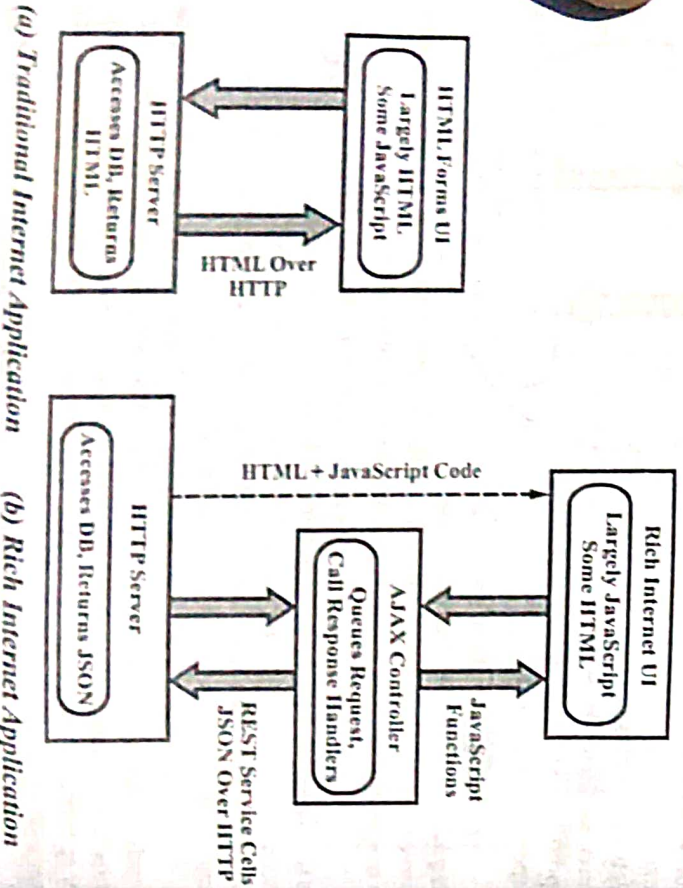 HTML Forms UI
Largely HTML
Some JavaScript
HTML Over
HTTP
HTTP Server
Accesses DB, Returns
HTML
(a) Traditional Internet Application
Rich Internet UI
Largely JavaScript
Some HTML
HTML + JavaScript Code
JavaScript
Functions
AJAX Controller
Queues Request,
Call Response Handlers
REST Service Cells
JSON Over HTTP
HTTP Server
Accesses DB, Returns JSON
(b) Rich Internet Application